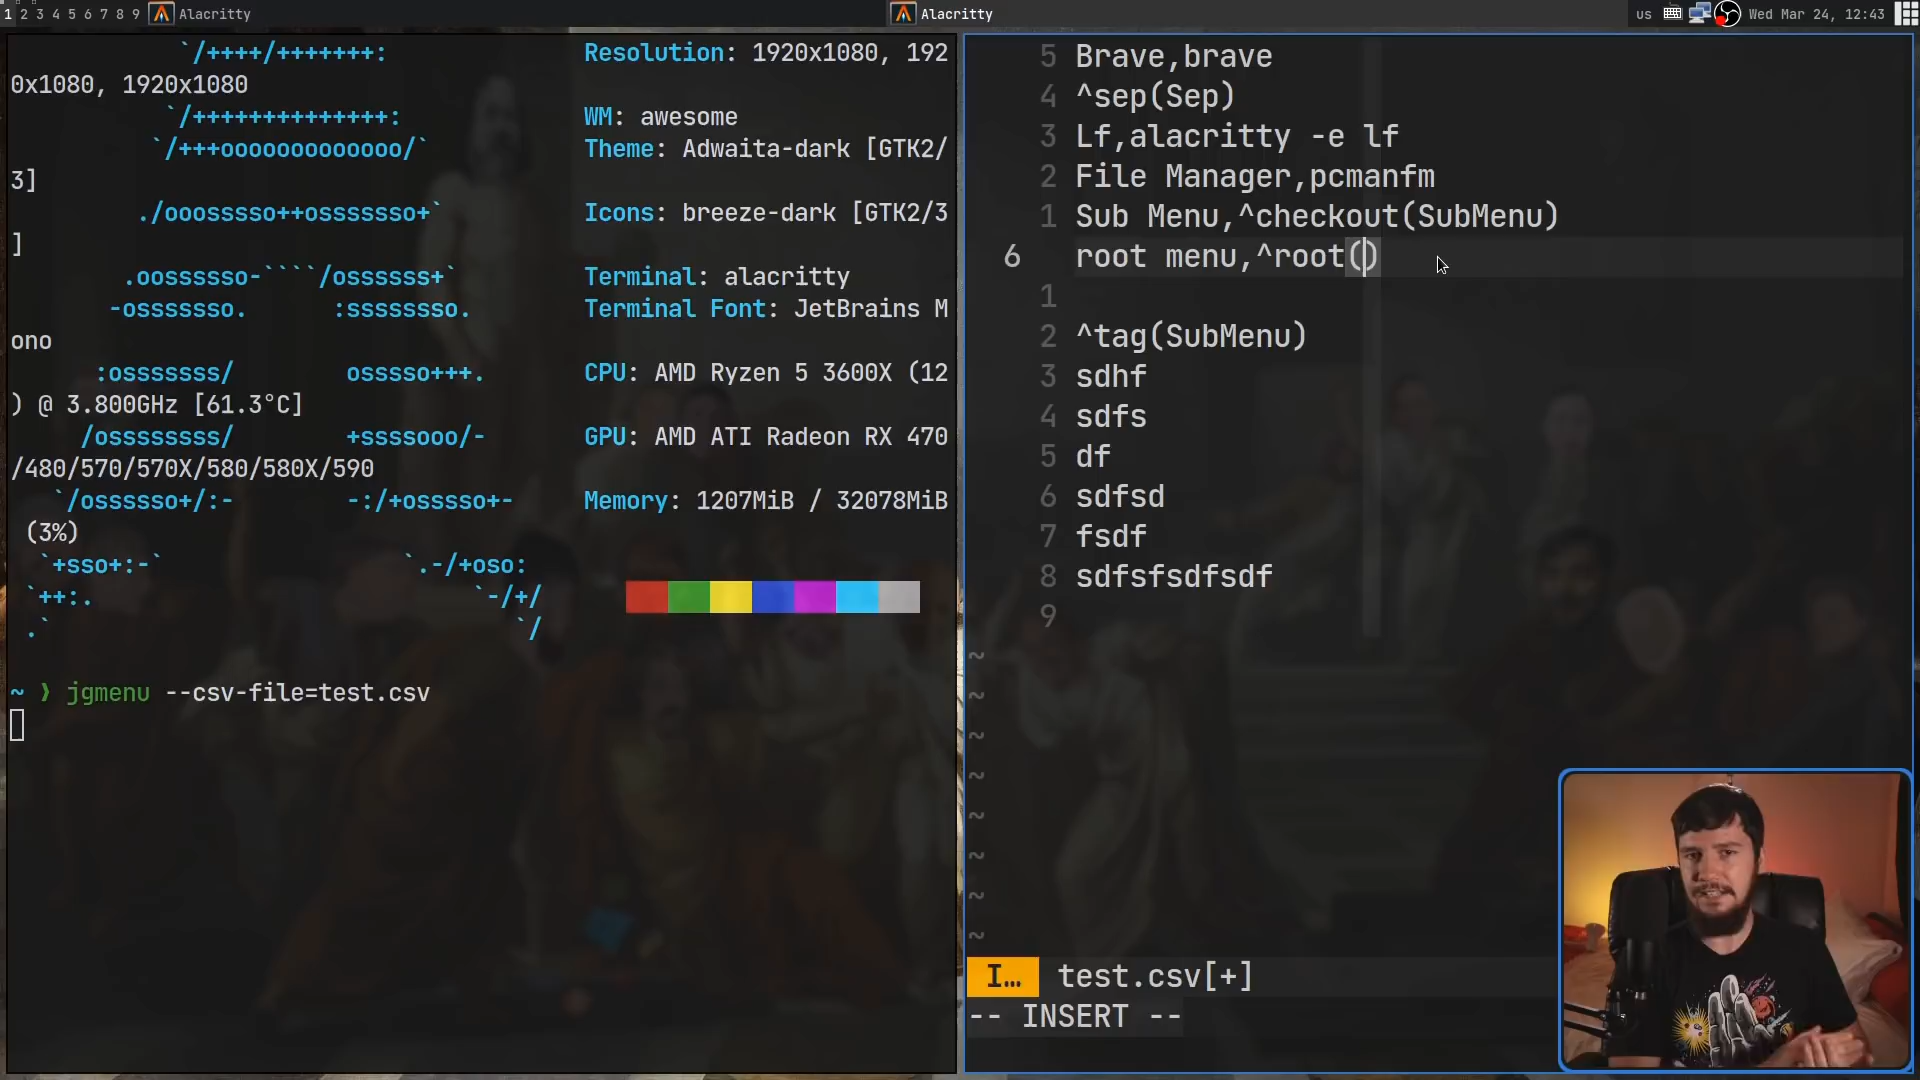 1 2 3 4 5 6 7 8 9 Alacritty Alacritty us Wed Mar 24, 12:43
`/++++/+++++++: Resolution: 1920x1080, 192
0x1080, 1920x1080
`/++++++++++++++: WM: awesome
`/+++ooooooooooooo/` Theme: Adwaita-dark [GTK2/
3]
./ooosssso++osssssso+` Icons: breeze-dark [GTK2/3
]
.oossssso-````/ossssss+` Terminal: alacritty
-osssssso. :ssssssso. Terminal Font: JetBrains M
ono
:osssssss/ osssso+++. CPU: AMD Ryzen 5 3600X (12
) @ 3.800GHz [61.3°C]
/ossssssss/ +ssssooo/- GPU: AMD ATI Radeon RX 470
/480/570/570X/580/580X/590
`/ossssso+/:- -:/+osssso+- Memory: 1207MiB / 32078MiB
(3%)
`+sso+:-` `.-/+oso:
`++:. `-/+/
.` `/
~ ❯ jgmenu --csv-file=test.csv
5 Brave,brave
4 ^sep(Sep)
3 Lf,alacritty -e lf
2 File Manager,pcmanfm
1 Sub Menu,^checkout(SubMenu)
6 root menu,^root()
1
2 ^tag(SubMenu)
3 sdhf
4 sdfs
5 df
6 sdfsd
7 fsdf
8 sdfsfsdfsdf
9
~
~
~
~
~
~
~
~
I… test.csv[+]
-- INSERT --